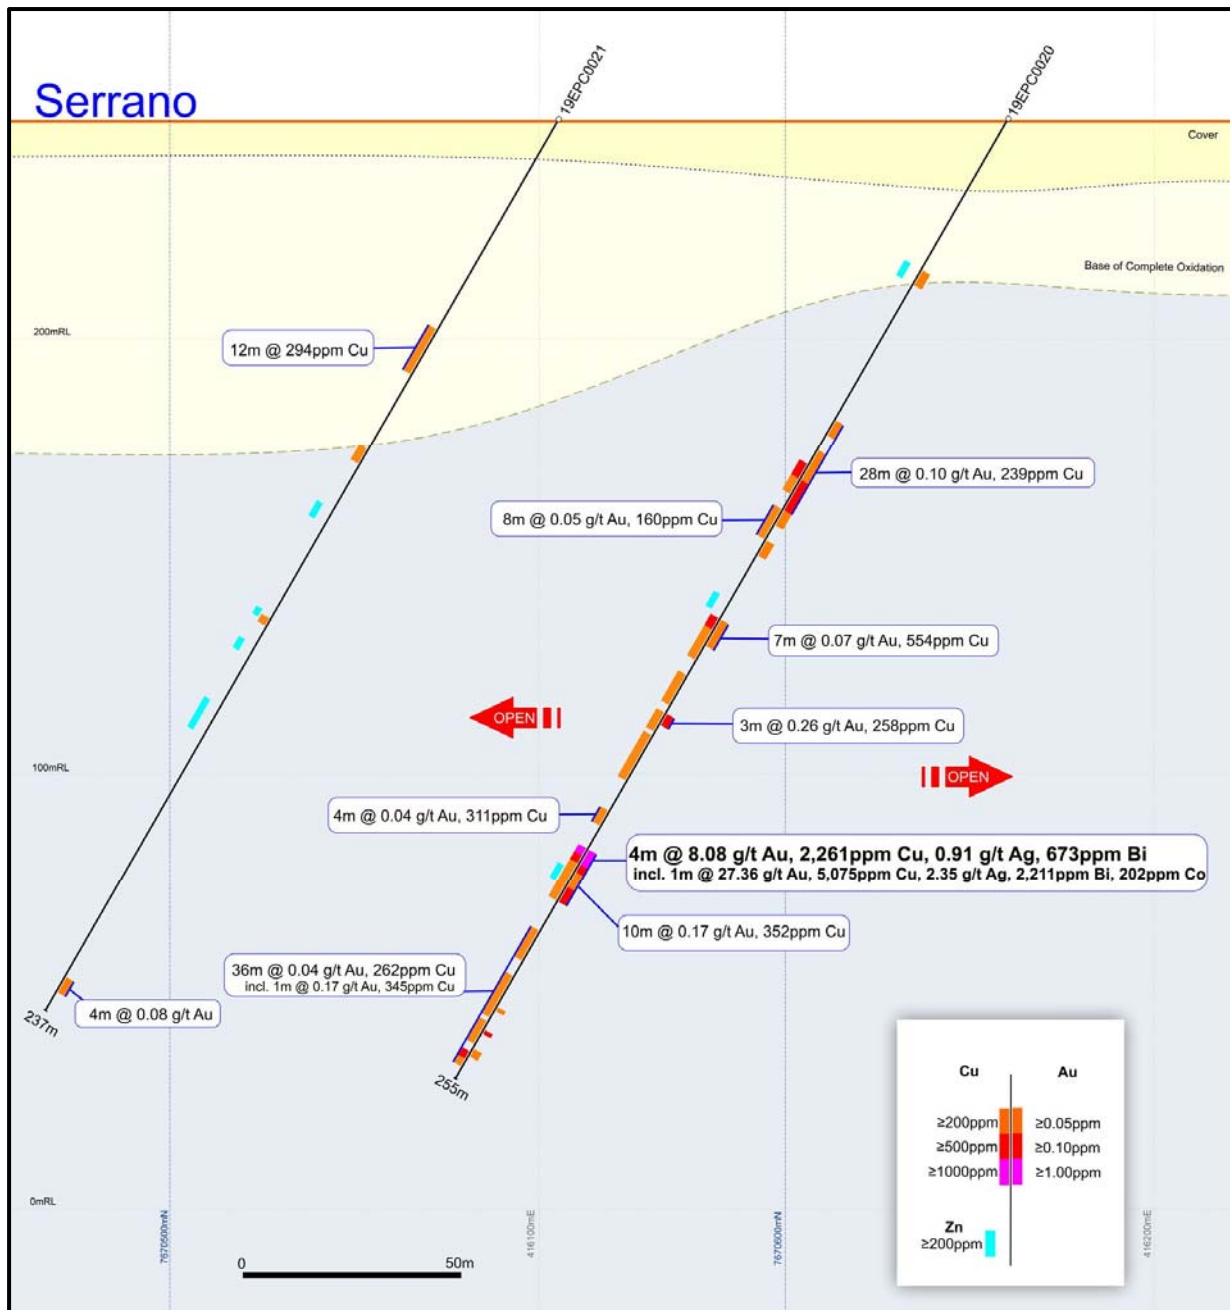 Serrano
19EPC0021
19EPC0020
Cover
Base of Complete Oxidation
200mRL
12m @ 294ppm Cu
28m @ 0.10 g/t Au, 239ppm Cu
8m @ 0.05 g/t Au, 160ppm Cu
7m @ 0.07 g/t Au, 554ppm Cu
OPEN
3m @ 0.26 g/t Au, 258ppm Cu
100mRL
OPEN
4m @ 0.04 g/t Au, 311ppm Cu
4m @ 8.08 g/t Au, 2,261ppm Cu, 0.91 g/t Ag, 673ppm Bi
incl. 1m @ 27.36 g/t Au, 5,075ppm Cu, 2.35 g/t Ag, 2,211ppm Bi, 202ppm Co
10m @ 0.17 g/t Au, 352ppm Cu
36m @ 0.04 g/t Au, 262ppm Cu
incl. 1m @ 0.17 g/t Au, 345ppm Cu
4m @ 0.08 g/t Au
237m
255m
Cu Au
≥200ppm ≥0.05ppm
≥500ppm ≥0.10ppm
≥1000ppm ≥1.00ppm
Zn
≥200ppm
0mRL
7670500mN
416100mE
7670600mN
416200mE
0 50m